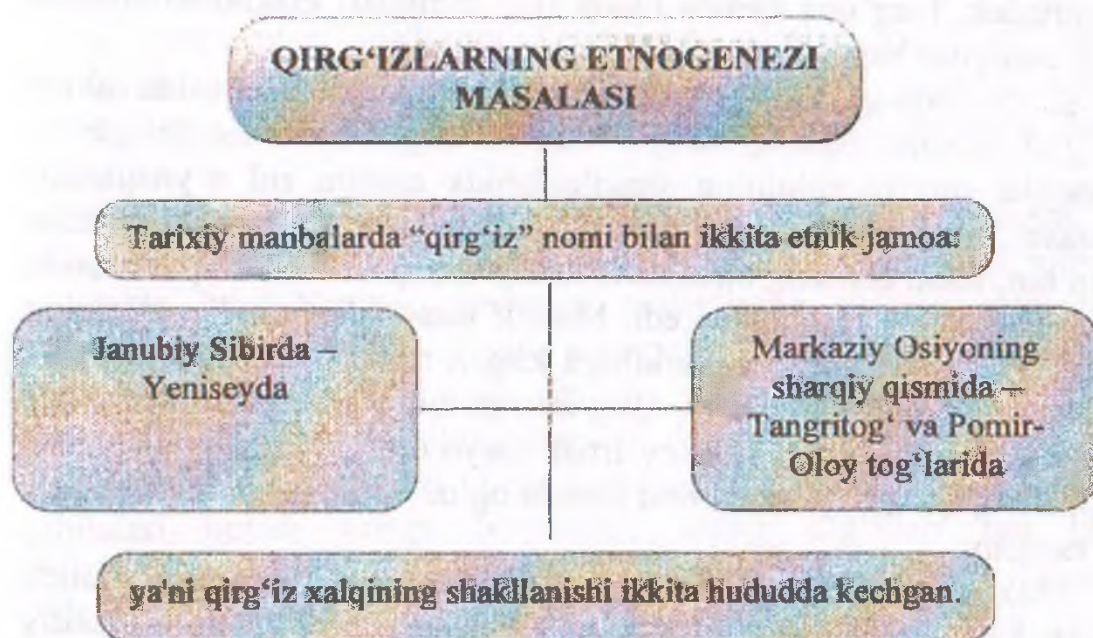 QIRG‘IZLARNING ETNOGENEZI
MASALASI
Tarixiy manbalarda “qirg‘iz” nomi bilan ikkita etnik jamoa:
Janubiy Sibirda –
Yeniseyda
Markaziy Osiyoning
sharqiy qismida –
Tangritog‘ va Pomir-
Oloy tog‘larida
ya'ni qirg‘iz xalqining shakllanishi ikkita hududda kechgan.